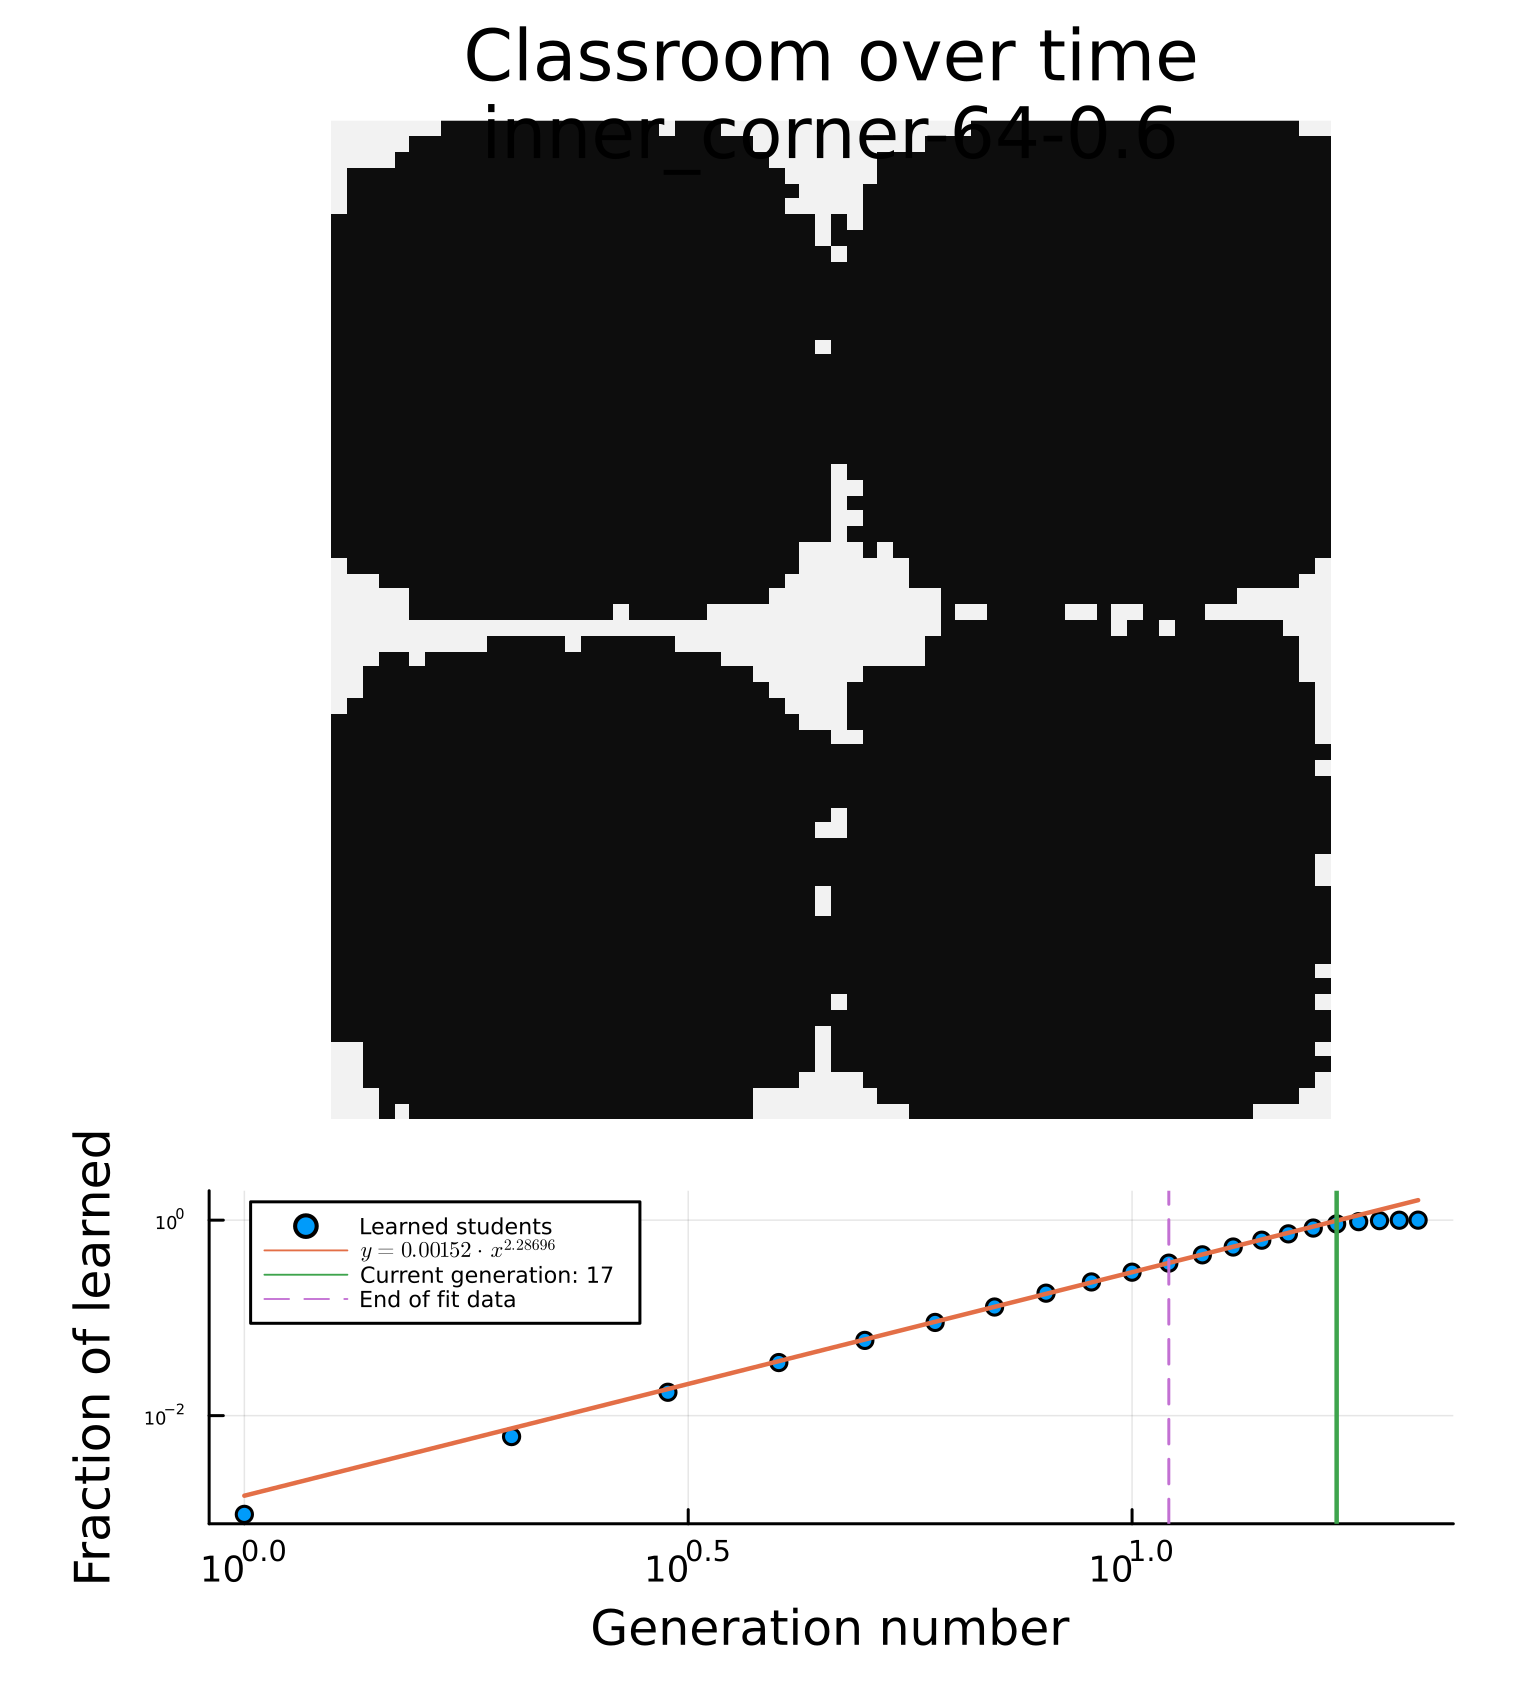 Classroom over time
inner_corner-64-0.6
Fraction of learned
10^0
10^−2
Learned students
y = 0.00152 · x^2.28696
Current generation: 17
End of fit data
10^0.0
10^0.5
10^1.0
Generation number